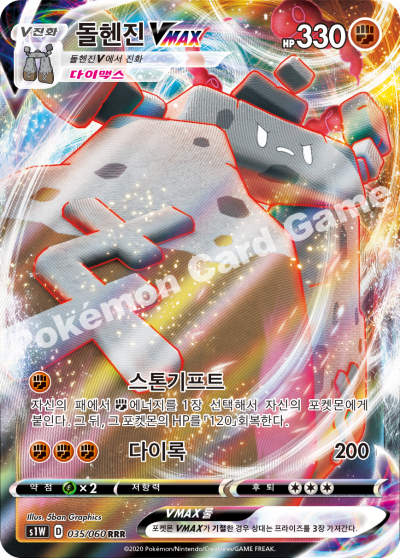 V진화 돌헨진 VMAX HP 330
돌헨진V에서 진화
다이맥스
Pokémon Card Game
스톤기프트
자신의 패에서 에너지를 1장 선택해서 자신의 포켓몬에게
붙인다. 그 뒤, 그 포켓몬의 HP를 「120」회복한다.
다이록 200
약점 ×2 저항력 후퇴
Illus. 5ban Graphics
s1W D 035/060 RRR
VMAX 룰
포켓몬 VMAX가 기절한 경우 상대는 프라이즈를 3장 가져간다.
©2020 Pokémon/Nintendo/Creatures/GAME FREAK.